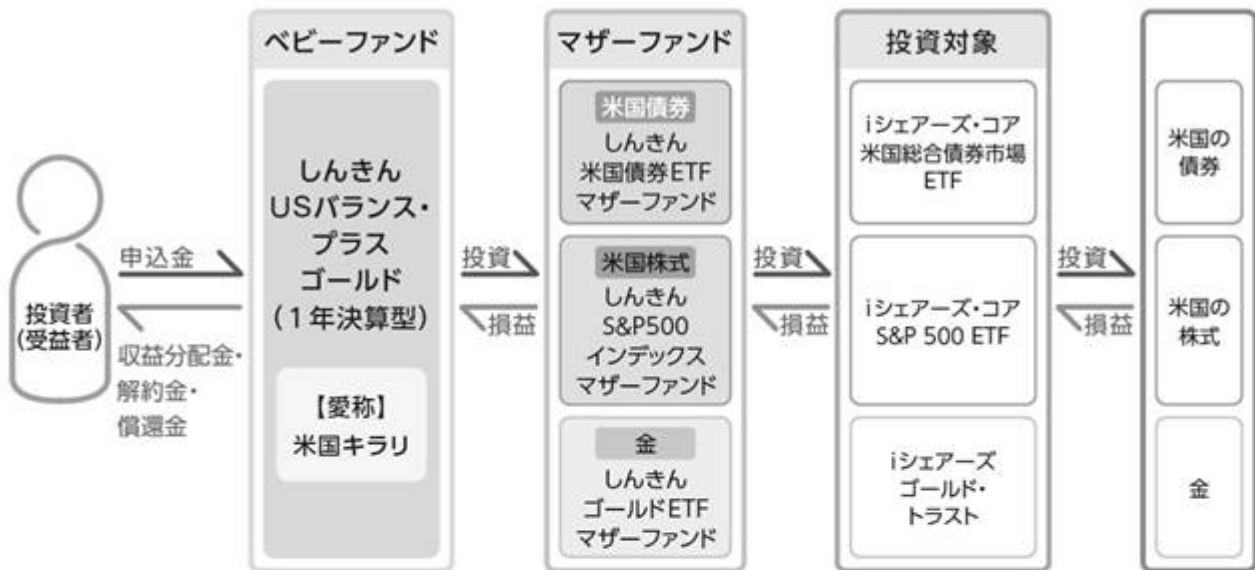 ベビーファンド
マザーファンド
投資対象
投資者
(受益者)
申込金
収益分配金・
解約金・
償還金
しんきん
USバランス・
プラス
ゴールド
(1年決算型)
【愛称】
米国キラリ
投資
損益
米国債券
しんきん
米国債券ETF
マザーファンド
米国株式
しんきん
S&P500
インデックス
マザーファンド
金
しんきん
ゴールドETF
マザーファンド
投資
損益
iシェアーズ・コア
米国総合債券市場
ETF
iシェアーズ・コア
S&P 500 ETF
iシェアーズ
ゴールド・
トラスト
投資
損益
米国の
債券
米国の
株式
金